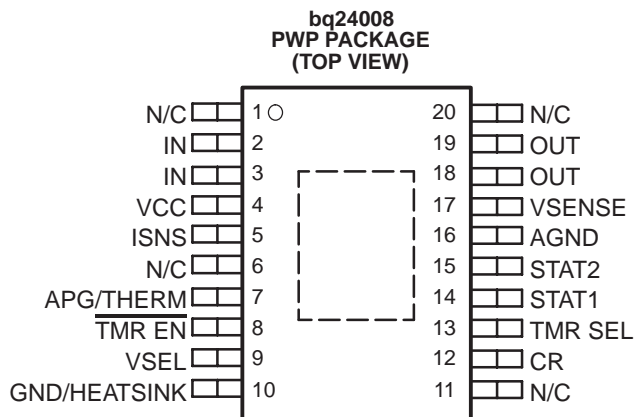 bq24008
PWP PACKAGE
(TOP VIEW)
N/C 1 20 N/C
IN 2 19 OUT
IN 3 18 OUT
VCC 4 17 VSENSE
ISNS 5 16 AGND
N/C 6 15 STAT2
APG/THERM 7 14 STAT1
TMR EN 8 13 TMR SEL
VSEL 9 12 CR
GND/HEATSINK 10 11 N/C